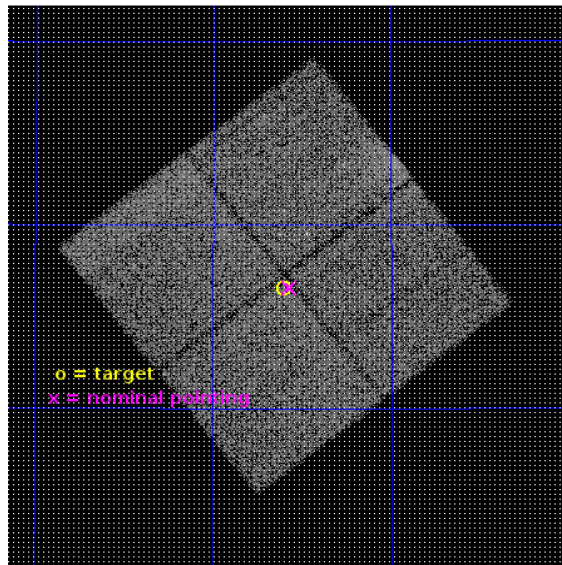 o = target
x = nominal pointing